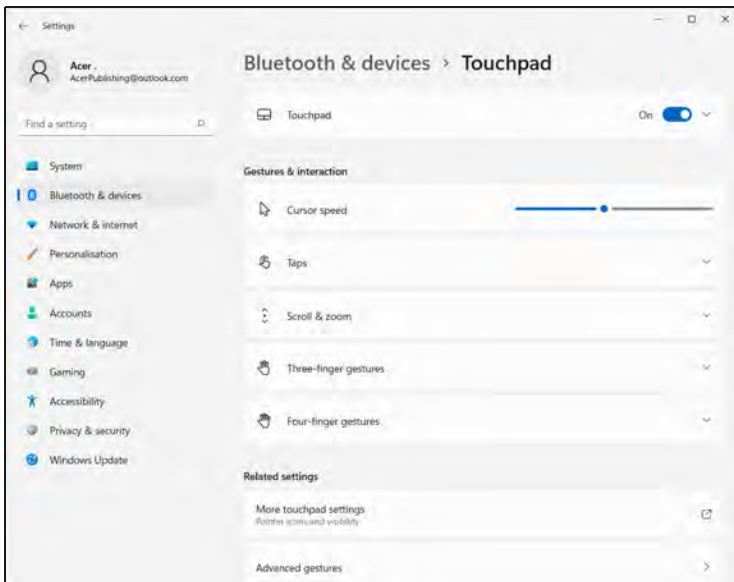 Settings
Acer .
AcerPublishing@outlook.com
Find a setting
System
Bluetooth & devices
Network & internet
Personalisation
Apps
Accounts
Time & language
Gaming
Accessibility
Privacy & security
Windows Update
Bluetooth & devices > Touchpad
Touchpad On
Gestures & interaction
Cursor speed
Taps
Scroll & zoom
Three-finger gestures
Four-finger gestures
Related settings
More touchpad settings
Pointer icons and visibility
Advanced gestures